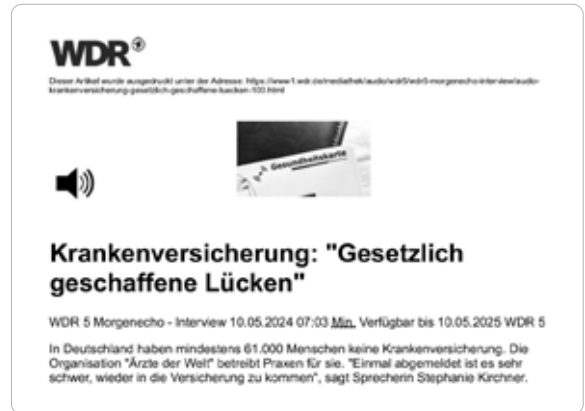 WDR
Dieser Artikel wurde ausgedruckt unter der Adresse: https://www1.wdr.de/mediathek/audio/wdr5/wdr5-morgenecho-interview/audio-
krankenversicherung-gesetzlich-geschaffene-luecken-100.html
Gesundheitskarte
Krankenversicherung: "Gesetzlich
geschaffene Lücken"
WDR 5 Morgenecho - Interview 10.05.2024 07:03 Min. Verfügbar bis 10.05.2025 WDR 5
In Deutschland haben mindestens 61.000 Menschen keine Krankenversicherung. Die
Organisation "Ärzte der Welt" betreibt Praxen für sie. "Einmal abgemeldet ist es sehr
schwer, wieder in die Versicherung zu kommen", sagt Sprecherin Stephanie Kirchner.